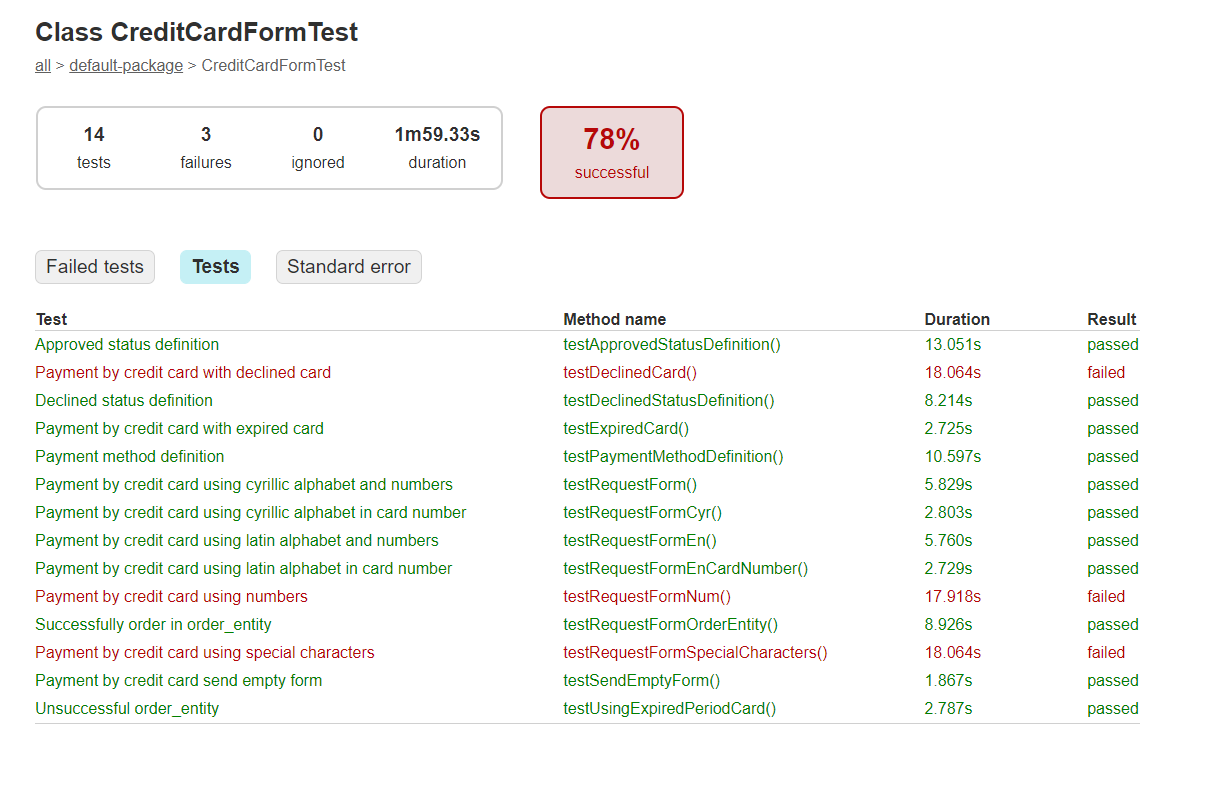 Class CreditCardFormTest
all > default-package > CreditCardFormTest
14 3 0 1m59.33s
tests failures ignored duration
78%
successful
Failed tests Tests Standard error
Test Method name Duration Result
Approved status definition testApprovedStatusDefinition() 13.051s passed
Payment by credit card with declined card testDeclinedCard() 18.064s failed
Declined status definition testDeclinedStatusDefinition() 8.214s passed
Payment by credit card with expired card testExpiredCard() 2.725s passed
Payment method definition testPaymentMethodDefinition() 10.597s passed
Payment by credit card using cyrillic alphabet and numbers testRequestForm() 5.829s passed
Payment by credit card using cyrillic alphabet in card number testRequestFormCyr() 2.803s passed
Payment by credit card using latin alphabet and numbers testRequestFormEn() 5.760s passed
Payment by credit card using latin alphabet in card number testRequestFormEnCardNumber() 2.729s passed
Payment by credit card using numbers testRequestFormNum() 17.918s failed
Successfully order in order_entity testRequestFormOrderEntity() 8.926s passed
Payment by credit card using special characters testRequestFormSpecialCharacters() 18.064s failed
Payment by credit card send empty form testSendEmptyForm() 1.867s passed
Unsuccessful order_entity testUsingExpiredPeriodCard() 2.787s passed